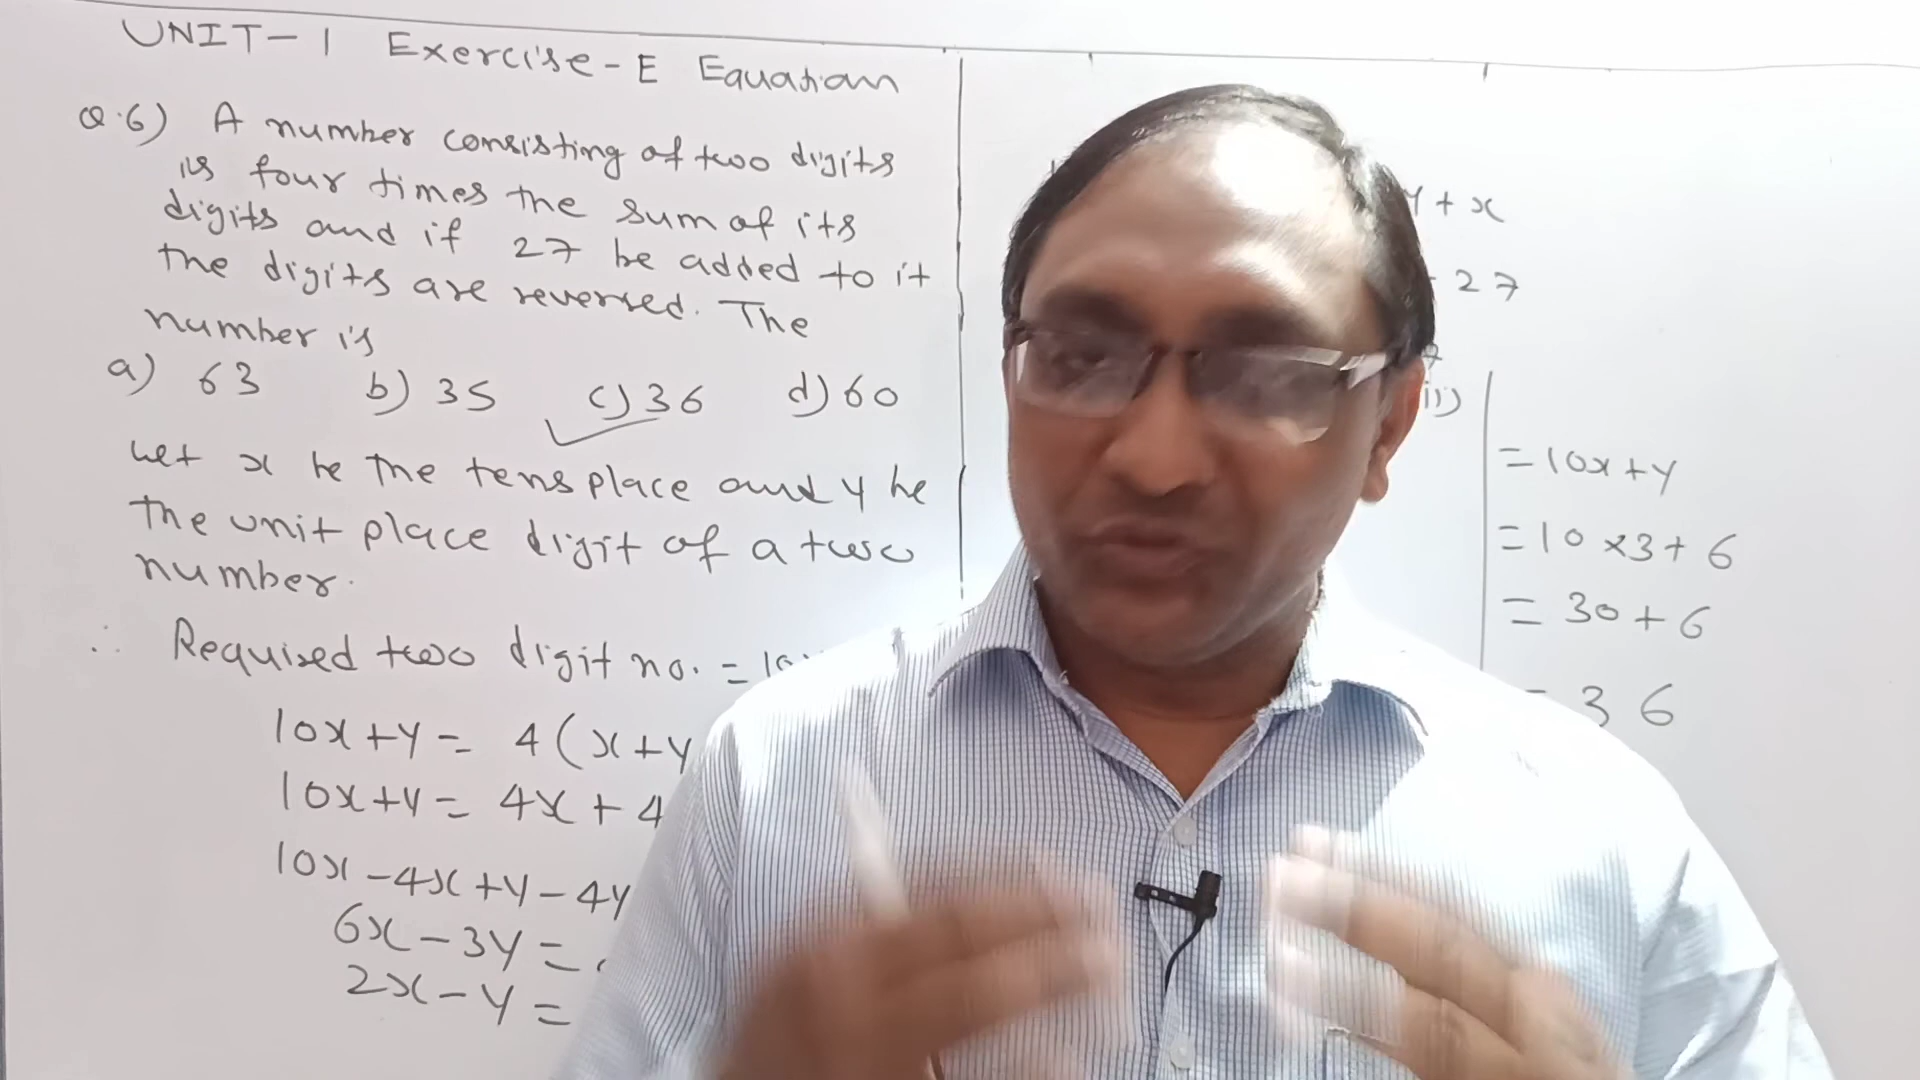 UNIT-1 Exercise-E Equation
Q.6) A number consisting of two digits
is four times the sum of its
digits and if 27 be added to it
the digits are reversed. The
number is
a) 63 b) 35 c) 36 d) 60
Let x be the tens place and y be
the unit place digit of a two
number.
∴ Required two digit no. = 10
10x+y = 4(x+y
10x+y = 4x+4
10x-4x+y-4y
6x-3y =
2x-y =
y+x
27
ii)
=10x+y
=10×3+6
=30+6
= 36